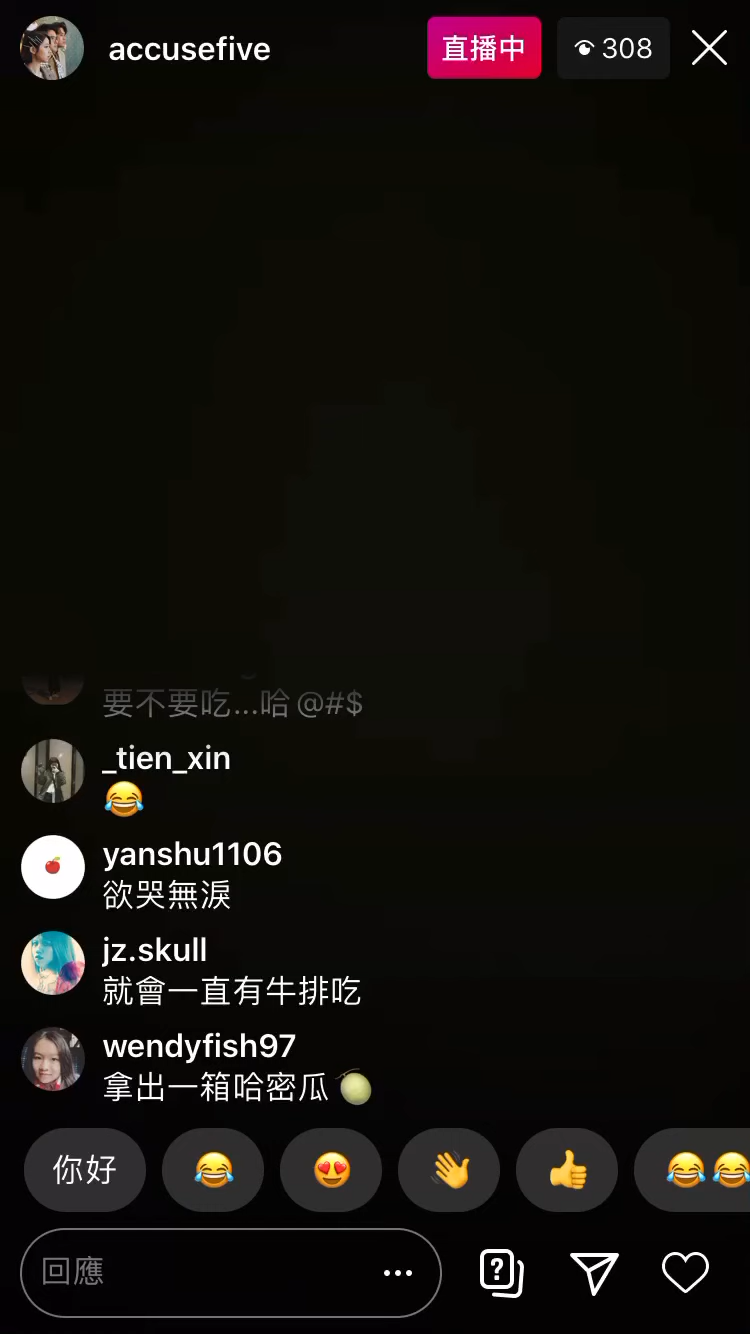 accusefive
直播中
308
要不要吃...哈@#$
_tien_xin
😂
yanshu1106
欲哭無淚
jz.skull
就會一直有牛排吃
wendyfish97
拿出一箱哈密瓜🍈
你好
回應